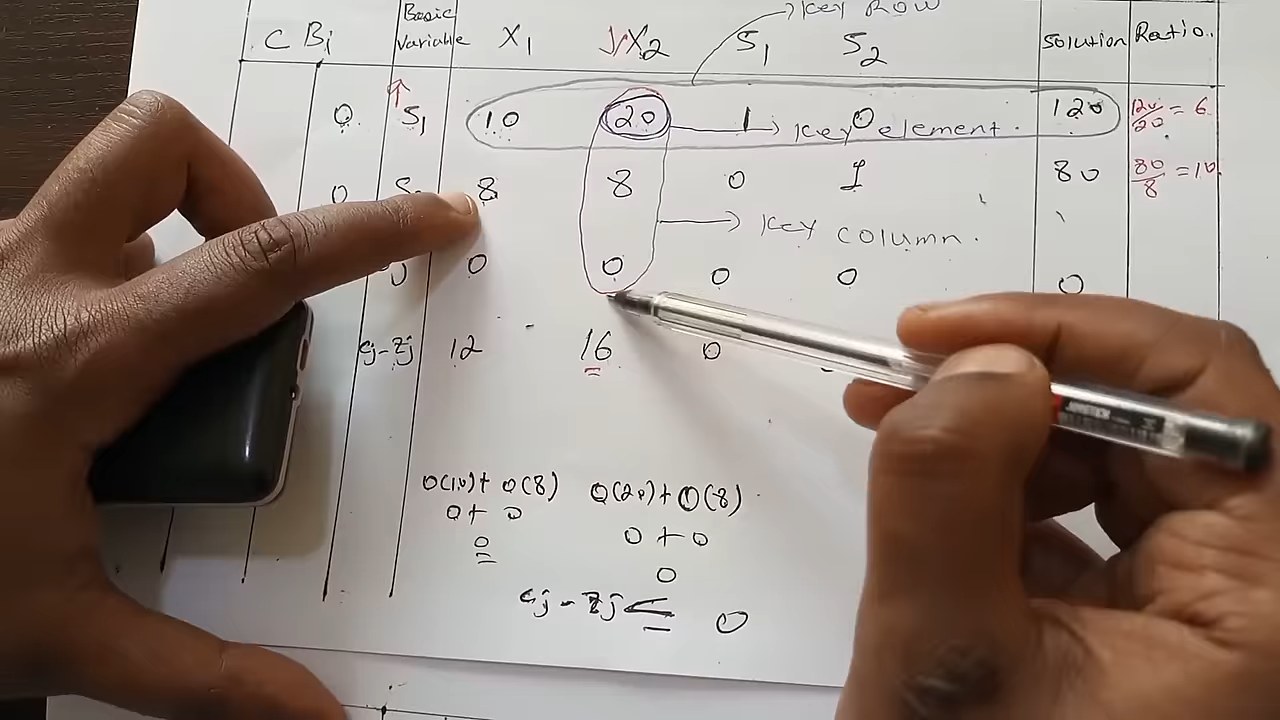 Key Row
CBi Basic Variable X1 X2 S1 S2 Solution Ratio.
0 S1 10 20 1 0 120 120/20 = 6
Key element.
0 8 8 0 1 80 80/8 = 10
Key column.
0 0 0 0 0
Cj-Zj 12 16 0
0(10)+ 0(8) 0(20)+0(8)
0+ 0 0 + 0
0 0
Cj - Zj ≤ 0